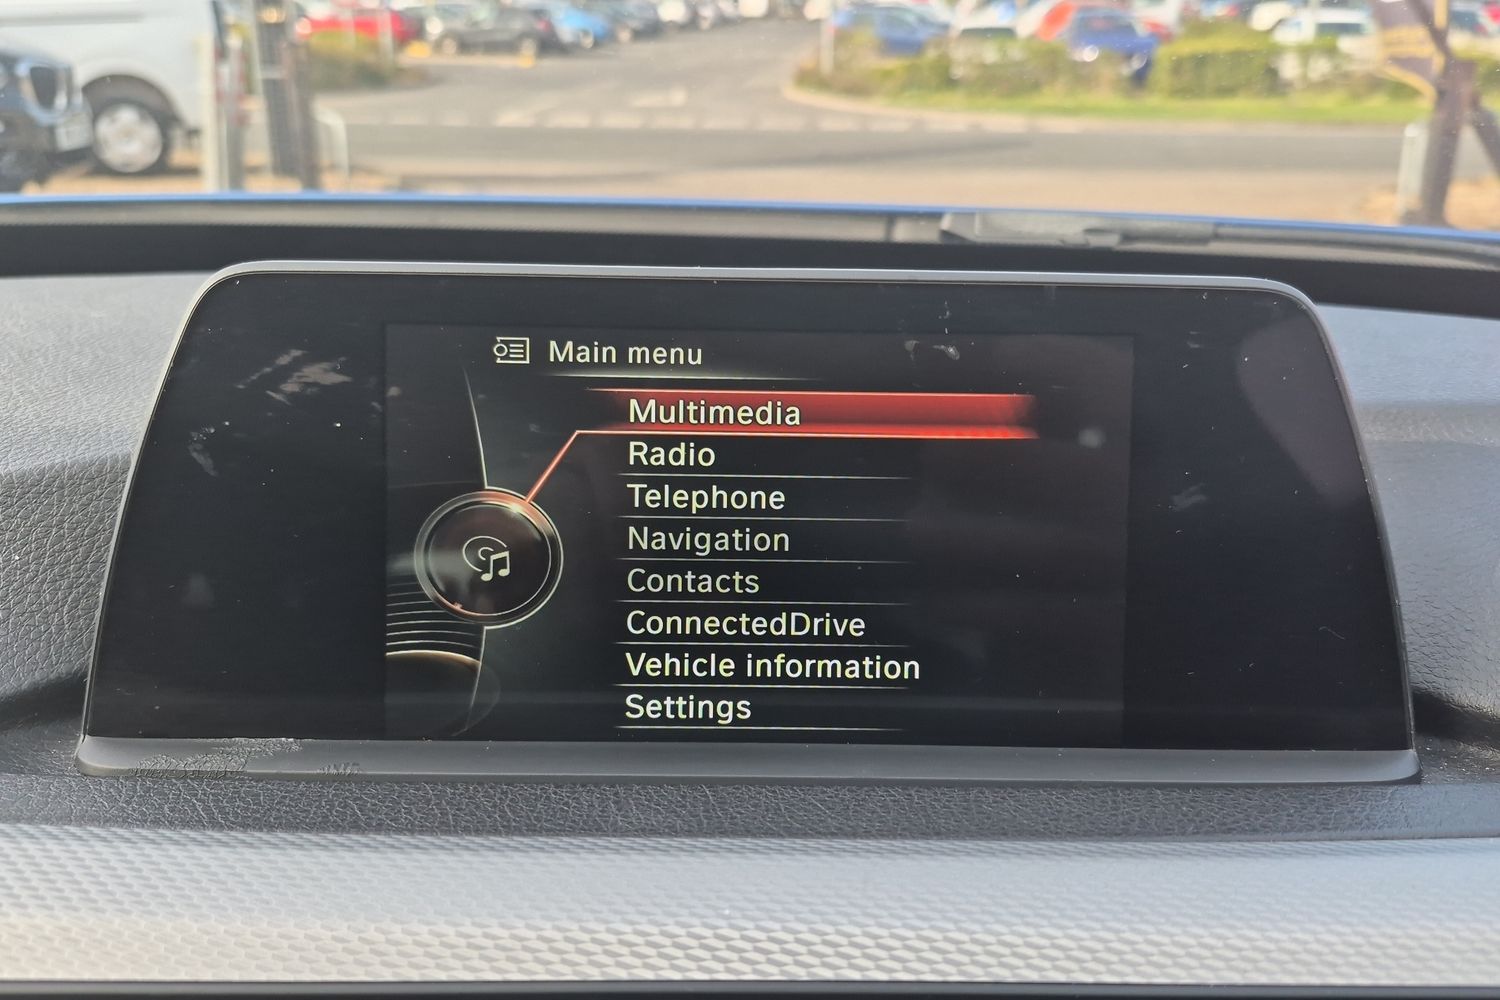 Main menu
Multimedia
Radio
Telephone
Navigation
Contacts
ConnectedDrive
Vehicle information
Settings